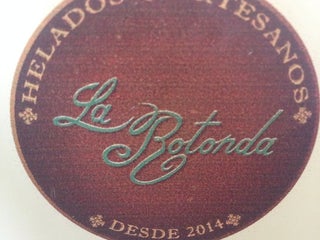 HELADOS ARTESANOS
La Rotonda
DESDE 2014